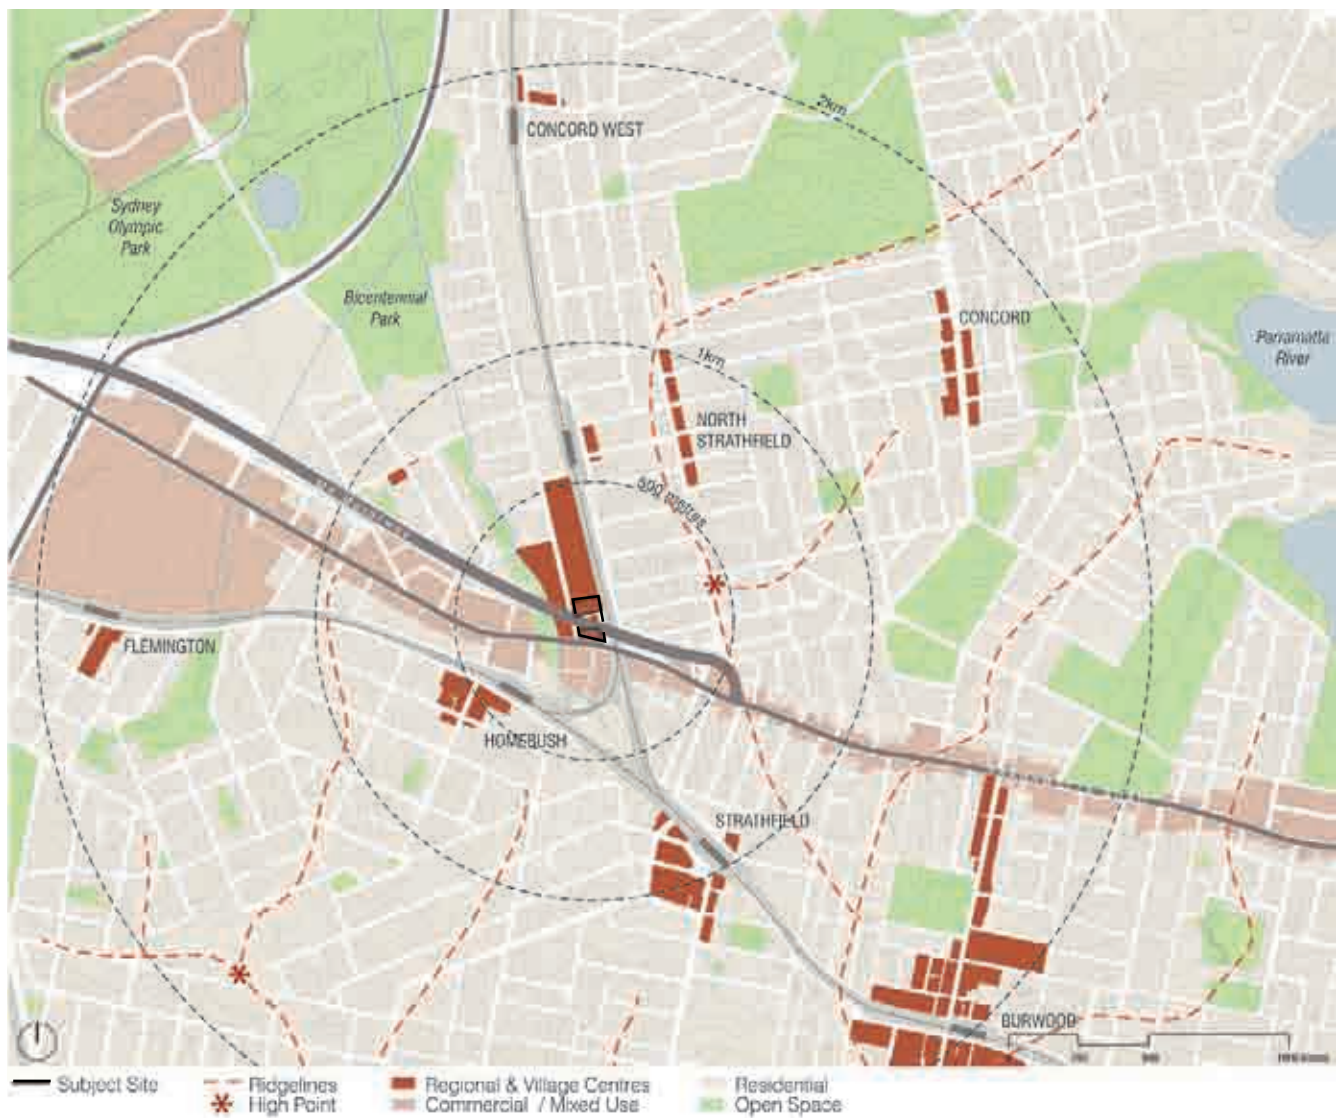 2km
CONCORD WEST
Sydney
Olympic
Park
Bicentennial
Park
CONCORD
Parramatta
River
1km
NORTH
STRATHFIELD
500 metres
FLEMINGTON
HOMEBUSH
STRATHFIELD
BURWOOD
Subject Site
Ridgelines
Regional & Village Centres
Residential
High Point
Commercial / Mixed Use
Open Space